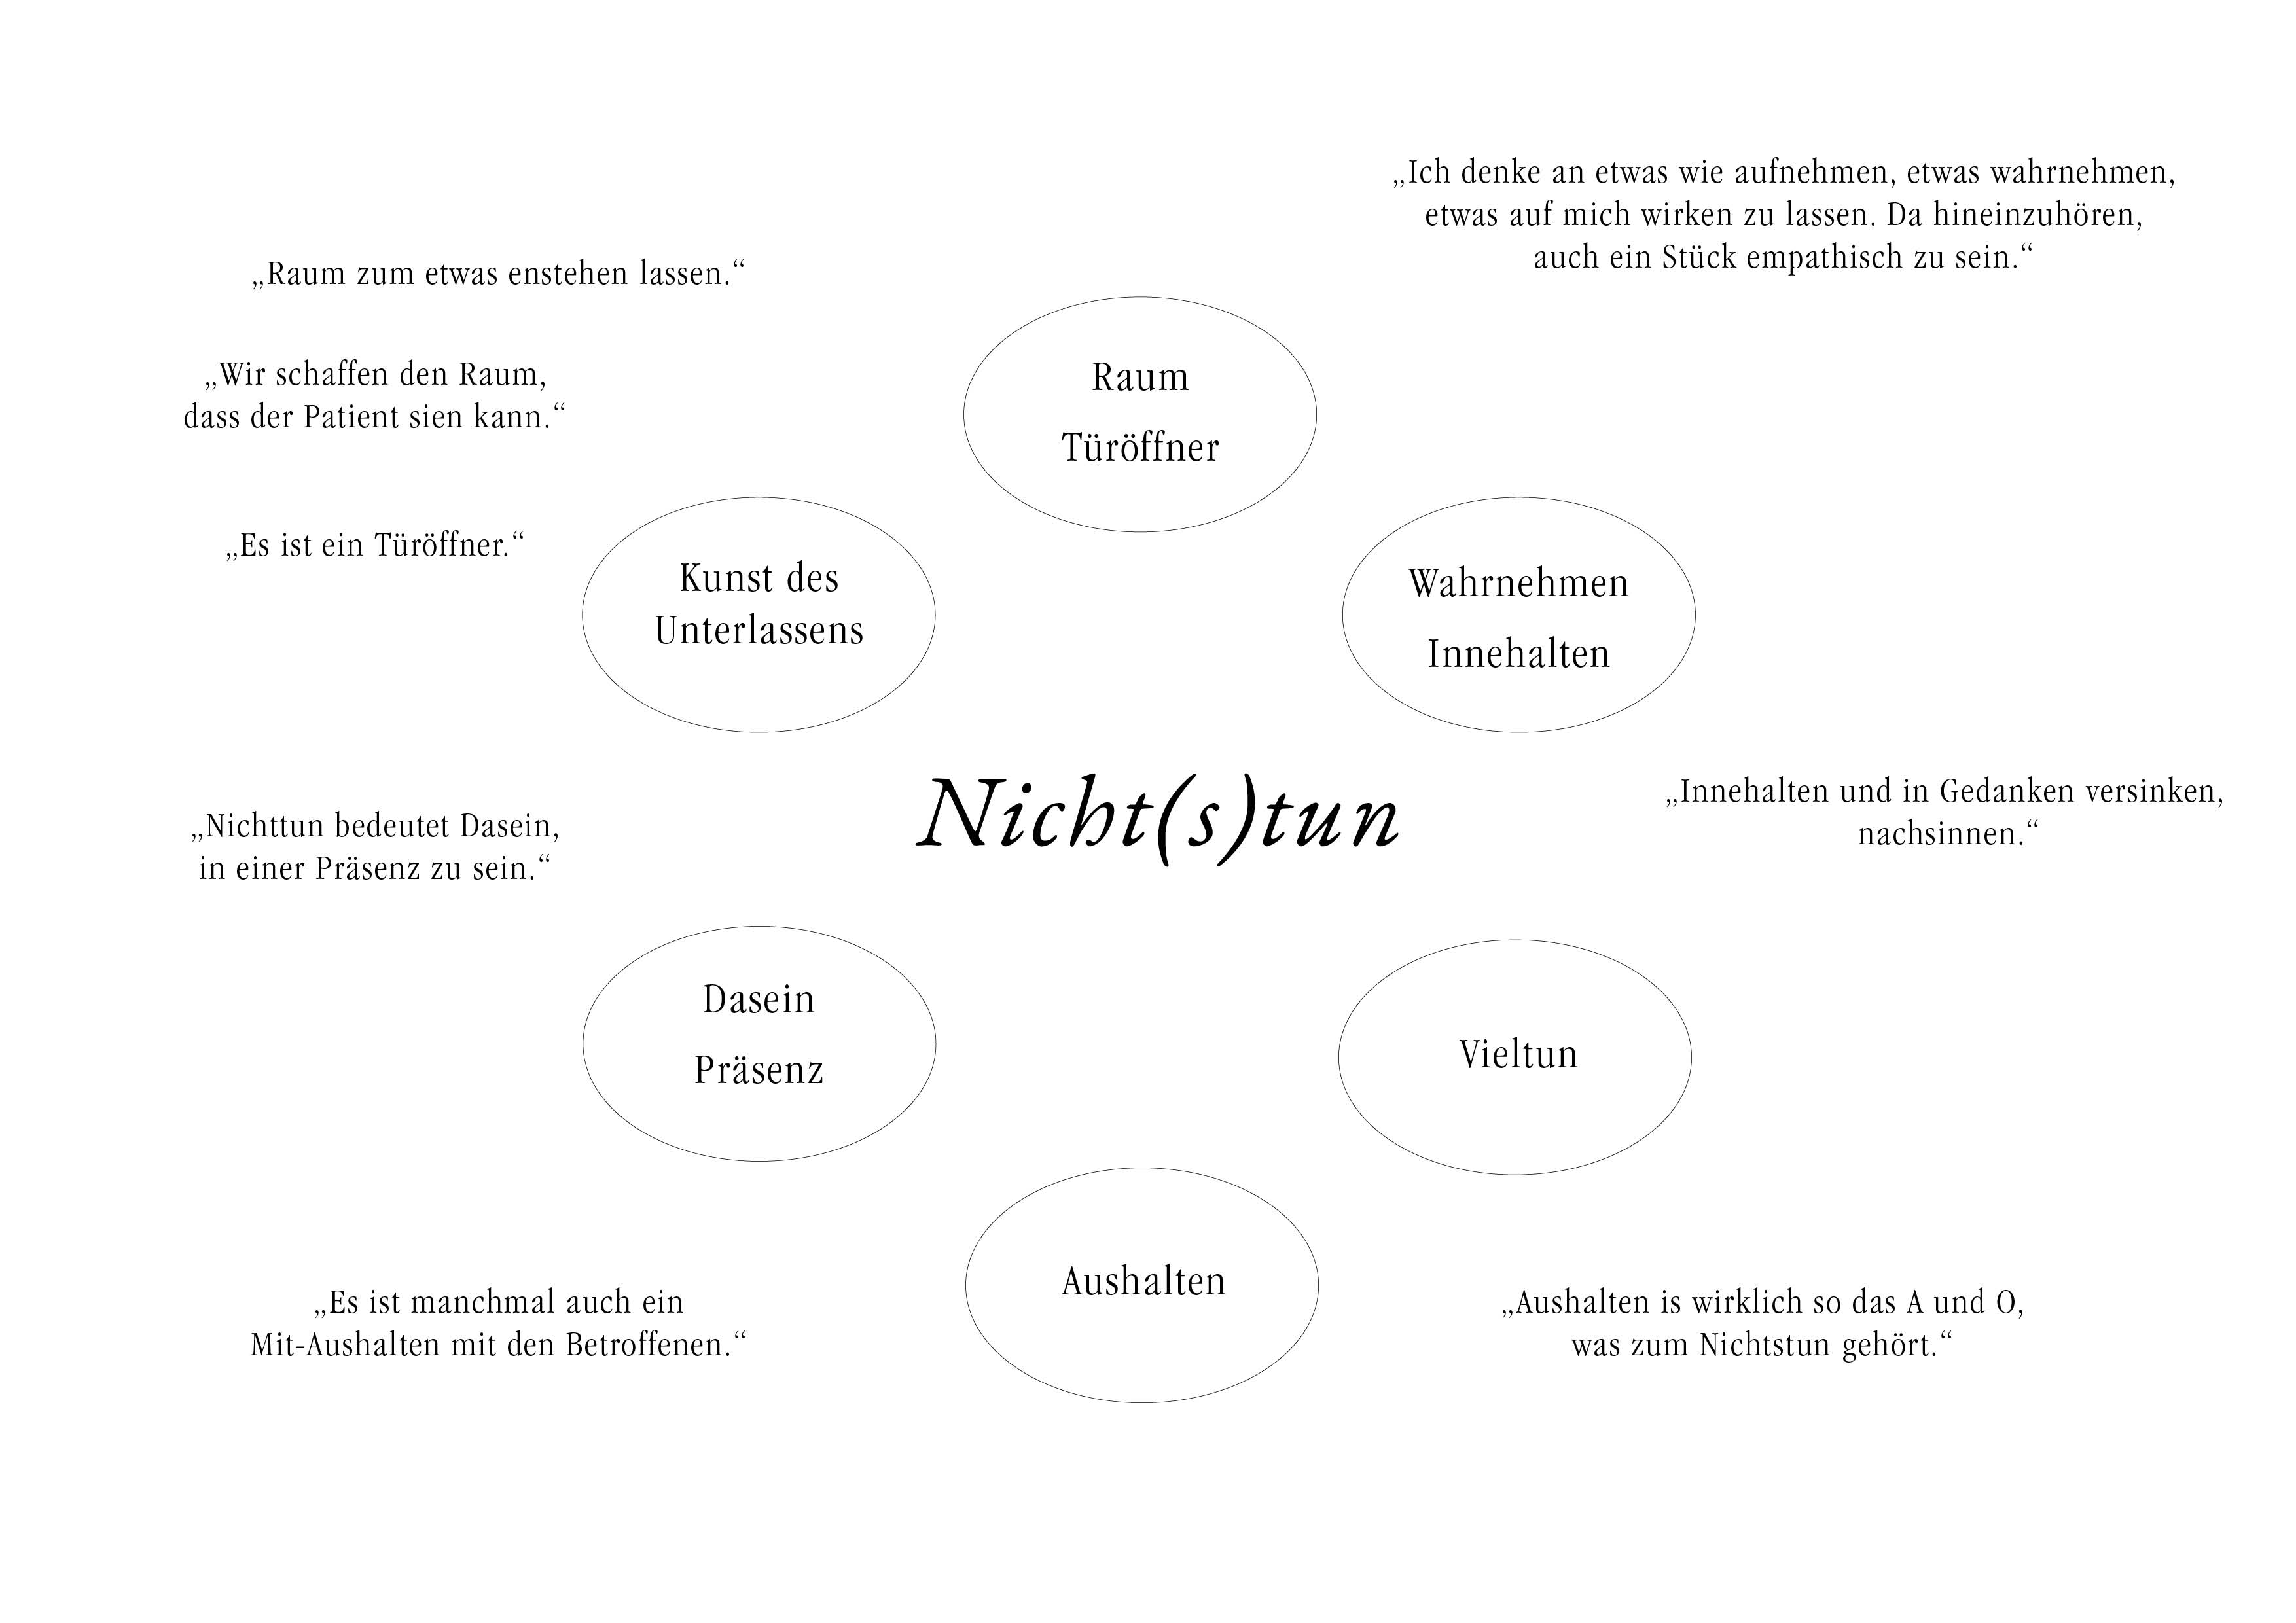 „Ich denke an etwas wie aufnehmen, etwas wahrnehmen,
etwas auf mich wirken zu lassen. Da hineinzuhören,
auch ein Stück empathisch zu sein.“
„Raum zum etwas enstehen lassen.“
„Wir schaffen den Raum,
dass der Patient sien kann.“
Raum
Türöffner
„Es ist ein Türöffner.“
Kunst des
Unterlassens
Wahrnehmen
Innehalten
Nicht(s)tun
„Innehalten und in Gedanken versinken,
nachsinnen.“
„Nichttun bedeutet Dasein,
in einer Präsenz zu sein.“
Dasein
Präsenz
Vieltun
Aushalten
„Es ist manchmal auch ein
Mit-Aushalten mit den Betroffenen.“
„Aushalten is wirklich so das A und O,
was zum Nichtstun gehört.“